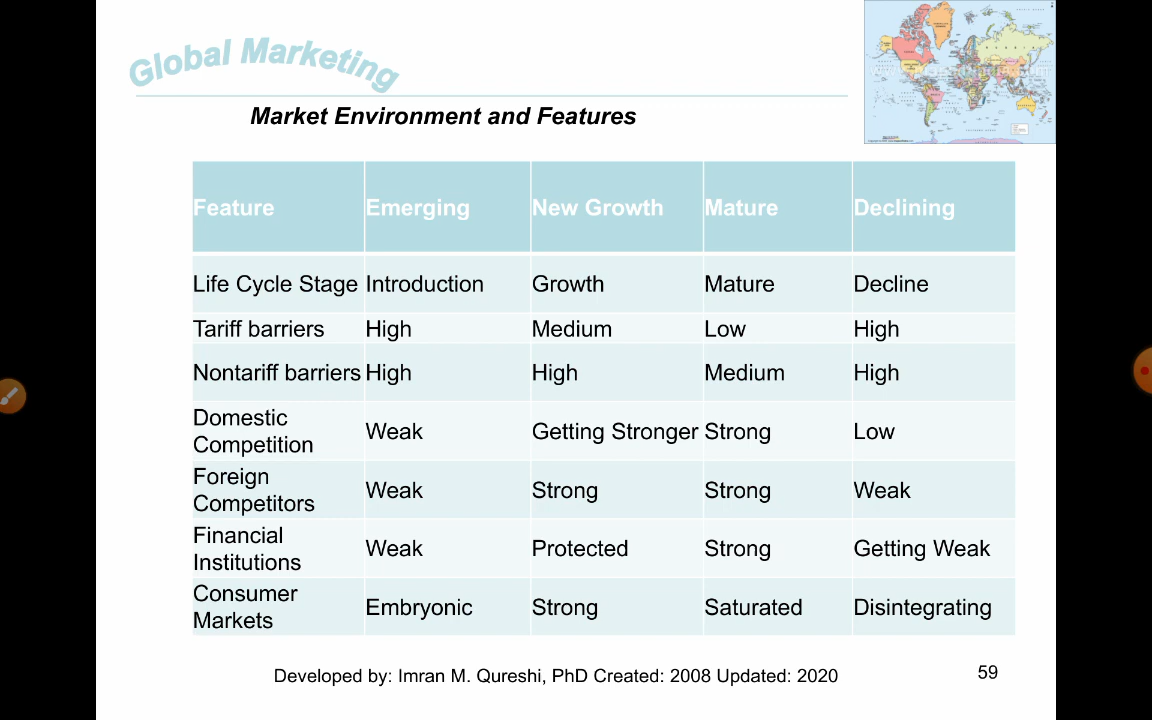 Global Marketing
Market Environment and Features
Feature Emerging New Growth Mature Declining
Life Cycle Stage Introduction Growth Mature Decline
Tariff barriers High Medium Low High
Nontariff barriers High High Medium High
Domestic
Competition Weak Getting Stronger Strong Low
Foreign
Competitors Weak Strong Strong Weak
Financial
Institutions Weak Protected Strong Getting Weak
Consumer
Markets Embryonic Strong Saturated Disintegrating
Developed by: Imran M. Qureshi, PhD Created: 2008 Updated: 2020
59